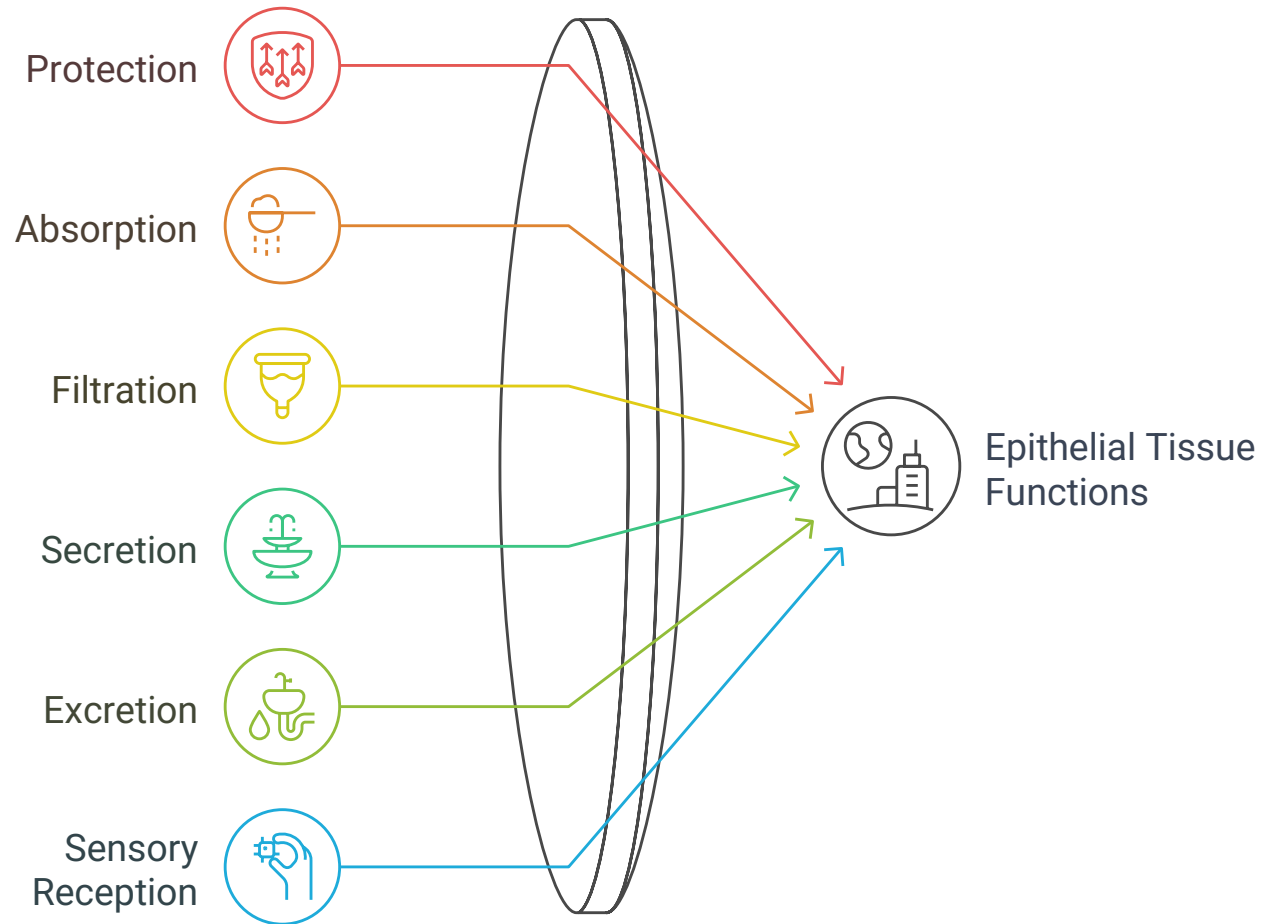 Protection
Absorption
Filtration
Secretion
Excretion
Sensory
Reception
Epithelial Tissue
Functions